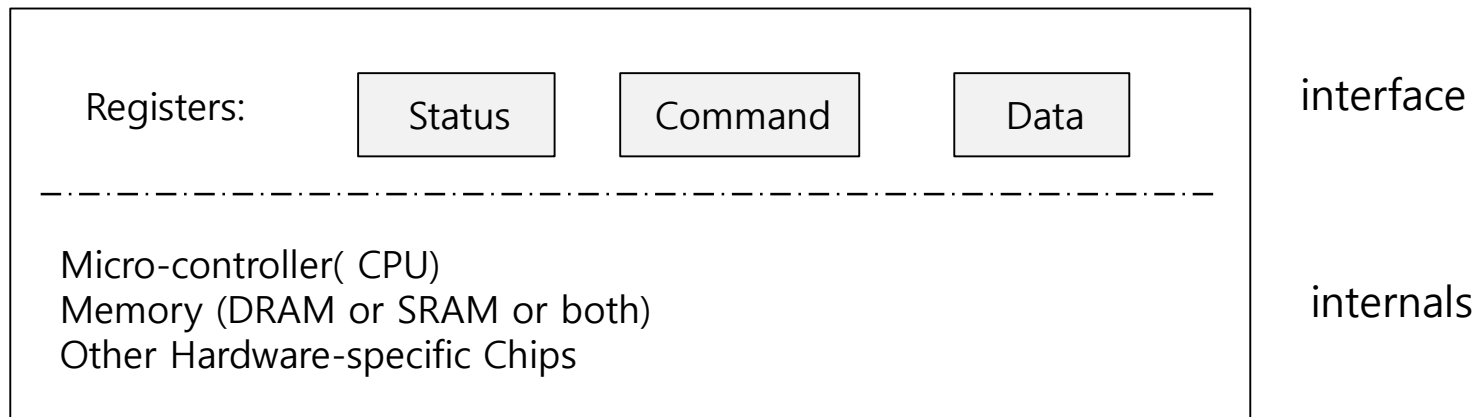 Registers: Status Command Data interface
Micro-controller( CPU)
Memory (DRAM or SRAM or both)
Other Hardware-specific Chips
internals